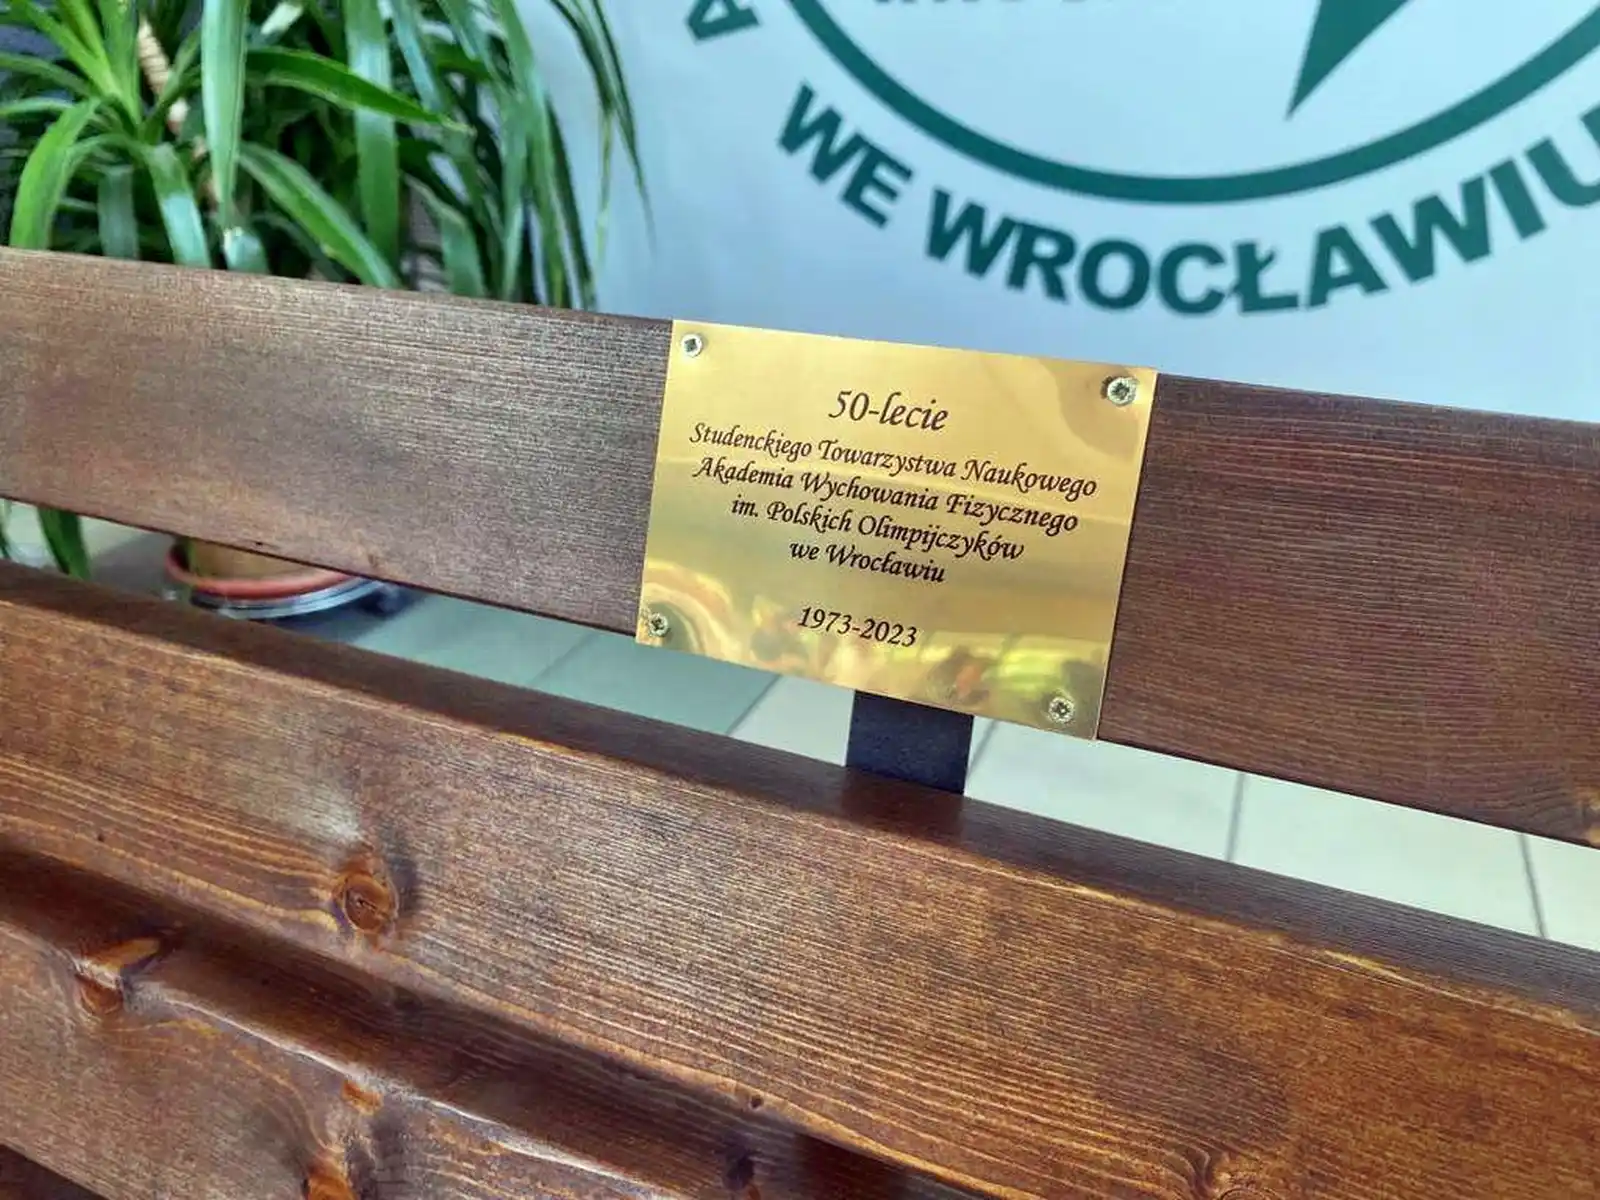 WE WROCŁAWIU
50-lecie
Studenckiego Towarzystwa Naukowego
Akademia Wychowania Fizycznego
im. Polskich Olimpijczyków
we Wrocławiu
1973-2023